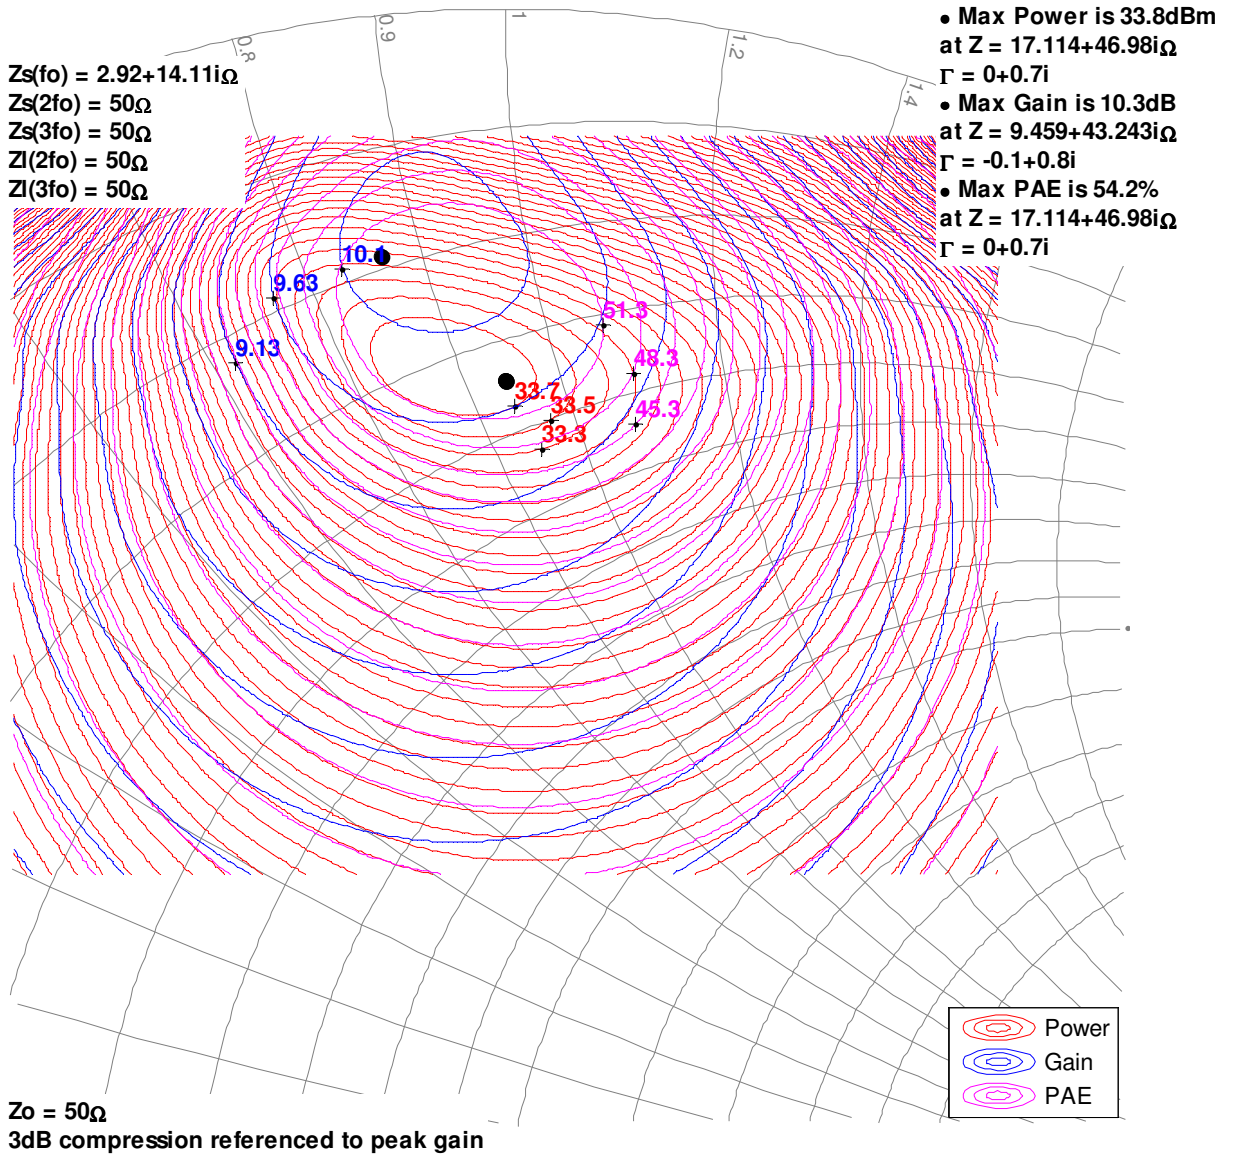 0.8
0.9
1
1.2
1.4
Zs(fo) = 2.92+14.11iΩ
Zs(2fo) = 50Ω
Zs(3fo) = 50Ω
Zl(2fo) = 50Ω
Zl(3fo) = 50Ω
• Max Power is 33.8dBm
at Z = 17.114+46.98iΩ
Γ = 0+0.7i
• Max Gain is 10.3dB
at Z = 9.459+43.243iΩ
Γ = -0.1+0.8i
• Max PAE is 54.2%
at Z = 17.114+46.98iΩ
Γ = 0+0.7i
10.1
9.63
9.13
51.3
48.3
45.3
33.7
33.5
33.3
Power
Gain
PAE
Zo = 50Ω
3dB compression referenced to peak gain